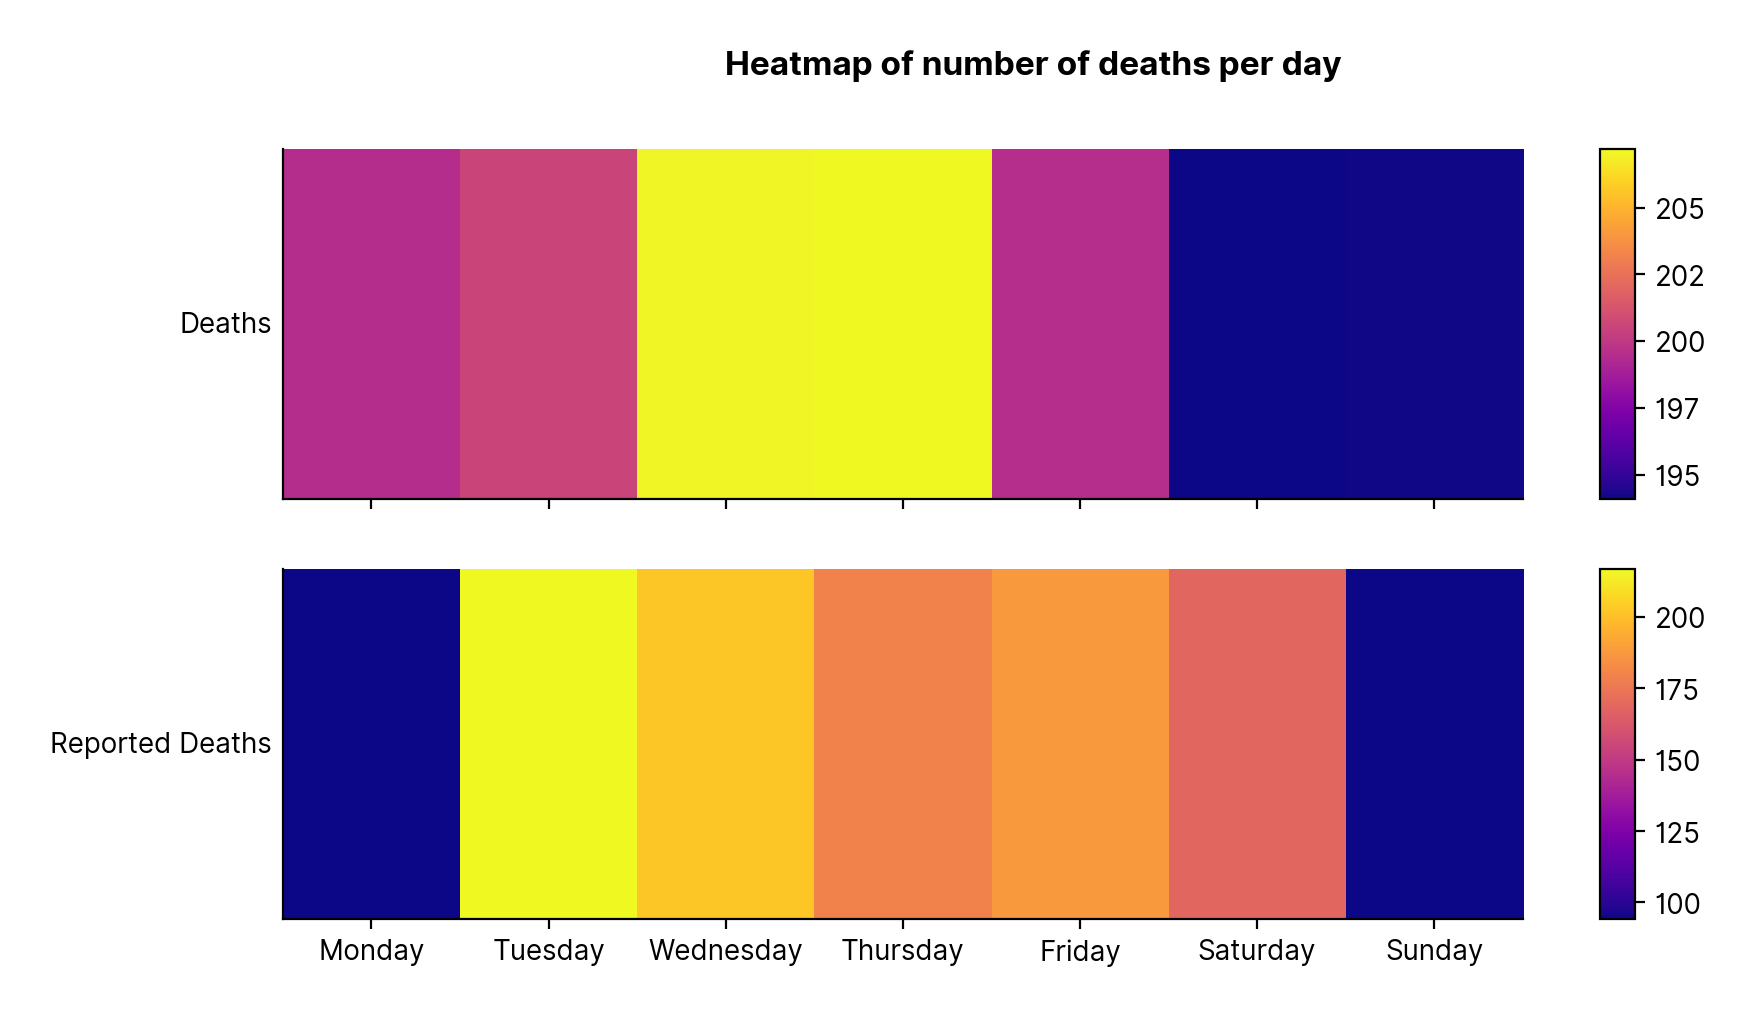 Heatmap of number of deaths per day
Deaths
205
202
200
197
195
Reported Deaths
200
175
150
125
100
Monday Tuesday Wednesday Thursday Friday Saturday Sunday